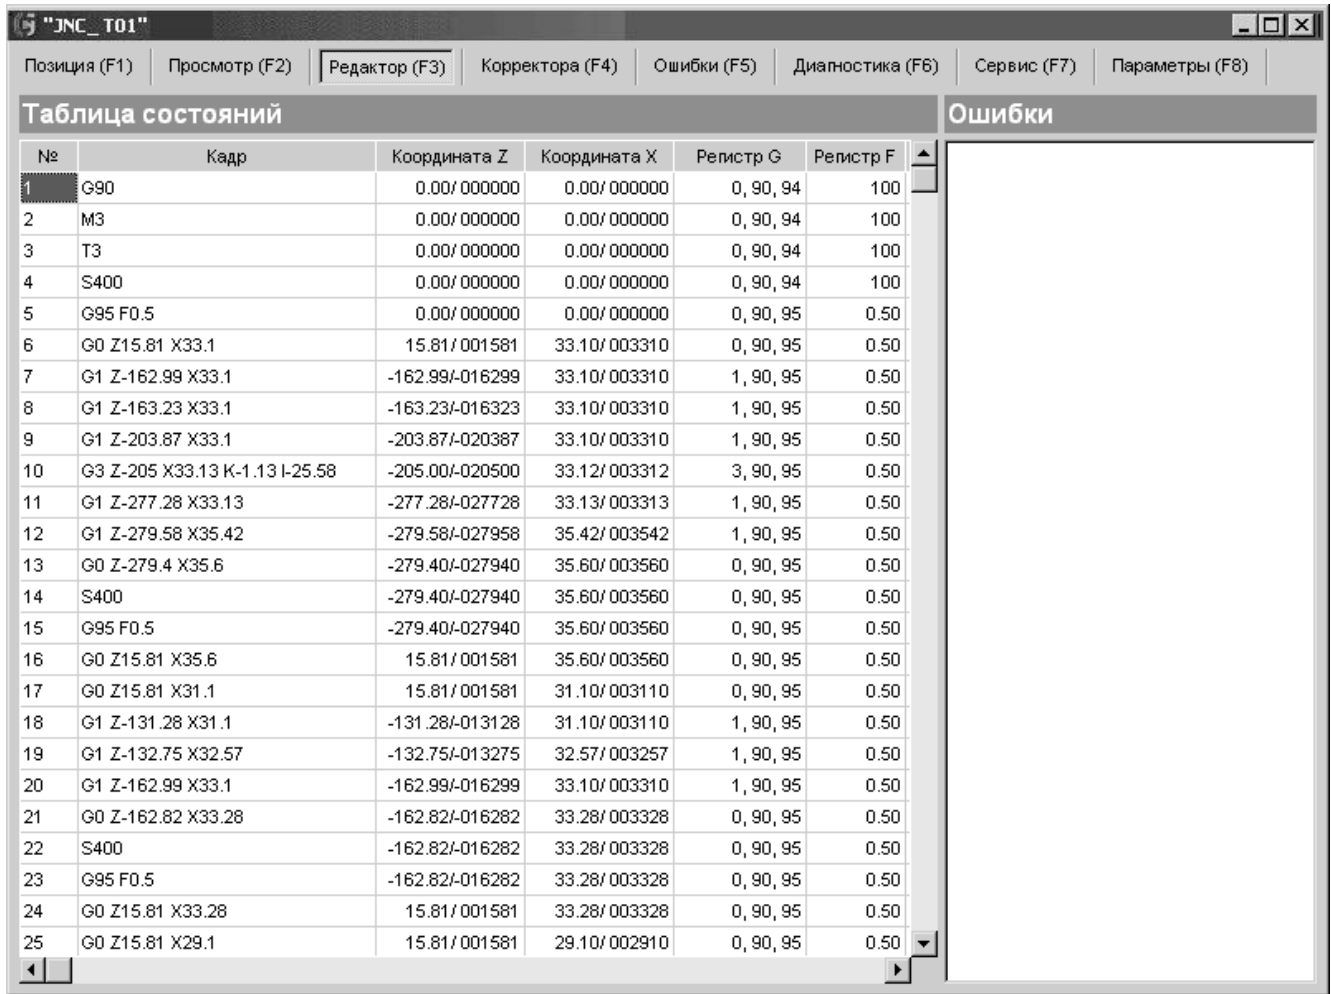 "JNC_T01"
Позиция (F1) Просмотр (F2) Редактор (F3) Корректора (F4) Ошибки (F5) Диагностика (F6) Сервис (F7) Параметры (F8)
Таблица состояний Ошибки
№ Кадр Координата Z Координата X Регистр G Регистр F
1 G90 0.00/ 000000 0.00/ 000000 0, 90, 94 100
2 M3 0.00/ 000000 0.00/ 000000 0, 90, 94 100
3 T3 0.00/ 000000 0.00/ 000000 0, 90, 94 100
4 S400 0.00/ 000000 0.00/ 000000 0, 90, 94 100
5 G95 F0.5 0.00/ 000000 0.00/ 000000 0, 90, 95 0.50
6 G0 Z15.81 X33.1 15.81/ 001581 33.10/ 003310 0, 90, 95 0.50
7 G1 Z-162.99 X33.1 -162.99/-016299 33.10/ 003310 1, 90, 95 0.50
8 G1 Z-163.23 X33.1 -163.23/-016323 33.10/ 003310 1, 90, 95 0.50
9 G1 Z-203.87 X33.1 -203.87/-020387 33.10/ 003310 1, 90, 95 0.50
10 G3 Z-205 X33.13 K-1.13 I-25.58 -205.00/-020500 33.12/ 003312 3, 90, 95 0.50
11 G1 Z-277.28 X33.13 -277.28/-027728 33.13/ 003313 1, 90, 95 0.50
12 G1 Z-279.58 X35.42 -279.58/-027958 35.42/ 003542 1, 90, 95 0.50
13 G0 Z-279.4 X35.6 -279.40/-027940 35.60/ 003560 0, 90, 95 0.50
14 S400 -279.40/-027940 35.60/ 003560 0, 90, 95 0.50
15 G95 F0.5 -279.40/-027940 35.60/ 003560 0, 90, 95 0.50
16 G0 Z15.81 X35.6 15.81/ 001581 35.60/ 003560 0, 90, 95 0.50
17 G0 Z15.81 X31.1 15.81/ 001581 31.10/ 003110 0, 90, 95 0.50
18 G1 Z-131.28 X31.1 -131.28/-013128 31.10/ 003110 1, 90, 95 0.50
19 G1 Z-132.75 X32.57 -132.75/-013275 32.57/ 003257 1, 90, 95 0.50
20 G1 Z-162.99 X33.1 -162.99/-016299 33.10/ 003310 1, 90, 95 0.50
21 G0 Z-162.82 X33.28 -162.82/-016282 33.28/ 003328 0, 90, 95 0.50
22 S400 -162.82/-016282 33.28/ 003328 0, 90, 95 0.50
23 G95 F0.5 -162.82/-016282 33.28/ 003328 0, 90, 95 0.50
24 G0 Z15.81 X33.28 15.81/ 001581 33.28/ 003328 0, 90, 95 0.50
25 G0 Z15.81 X29.1 15.81/ 001581 29.10/ 002910 0, 90, 95 0.50